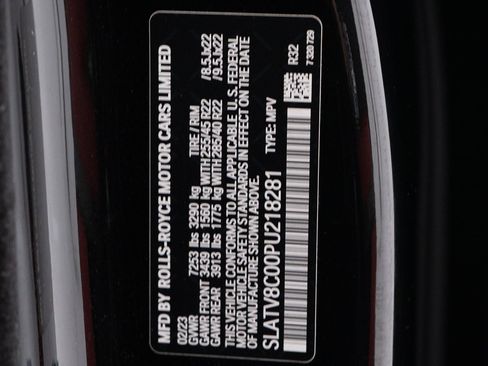 MFD BY ROLLS-ROYCE MOTOR CARS LIMITED
02/23 TIRE / RIM
GVWR 7253 lbs 3290 kg
GAWR FRONT 3439 lbs 1560 kg WITH 255/45 R22 /8.5Jx22
GAWR REAR 3913 lbs 1775 kg WITH 285/40 R22 /9.5Jx22
THIS VEHICLE CONFORMS TO ALL APPLICABLE U.S. FEDERAL
MOTOR VEHICLE SAFETY STANDARDS IN EFFECT ON THE DATE
OF MANUFACTURE SHOWN ABOVE.
SLATV8C00PU218281 TYPE: MPV
R32
7 320 729